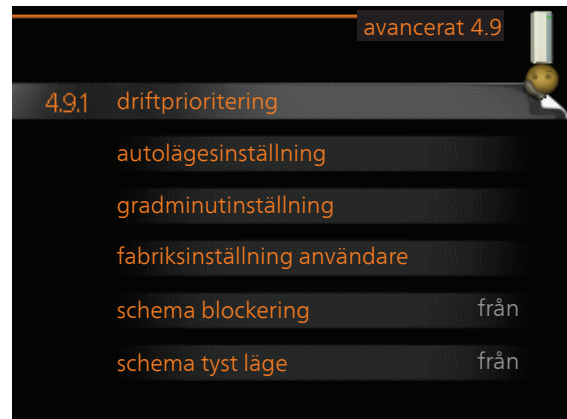 avancerat 4.9
4.9.1 driftprioritering
autolägesinställning
gradminutinställning
fabriksinställning användare
schema blockering från
schema tyst läge från